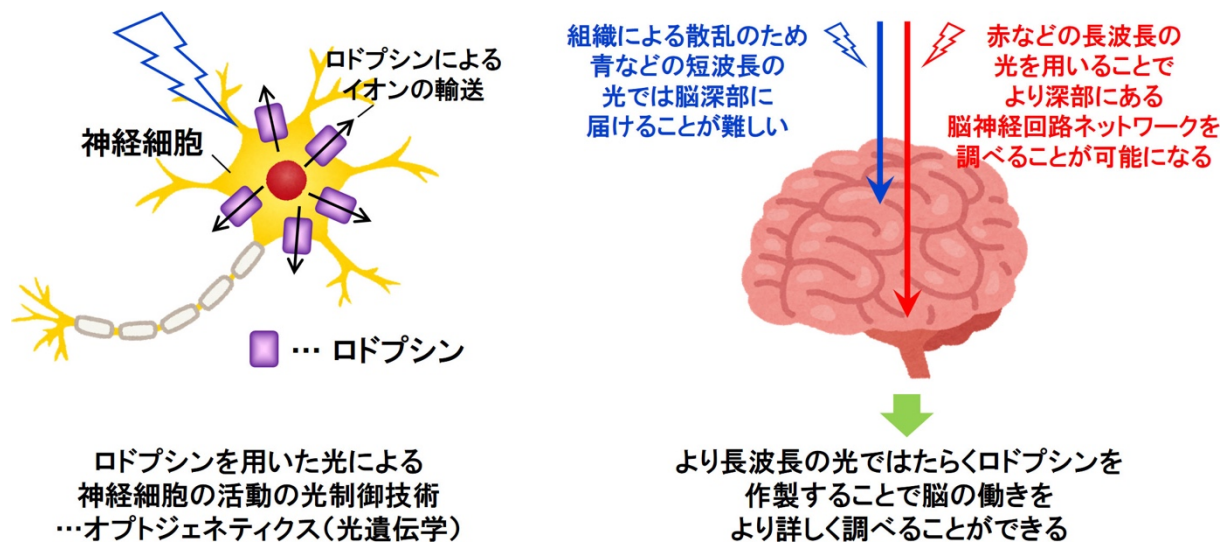 ロドプシンによる
イオンの輸送
神経細胞
… ロドプシン
ロドプシンを用いた光による
神経細胞の活動の光制御技術
…オプトジェネティクス（光遺伝学）
組織による散乱のため
青などの短波長の
光では脳深部に
届けることが難しい
赤などの長波長の
光を用いることで
より深部にある
脳神経回路ネットワークを
調べることが可能になる
より長波長の光ではたらくロドプシンを
作製することで脳の働きを
より詳しく調べることができる